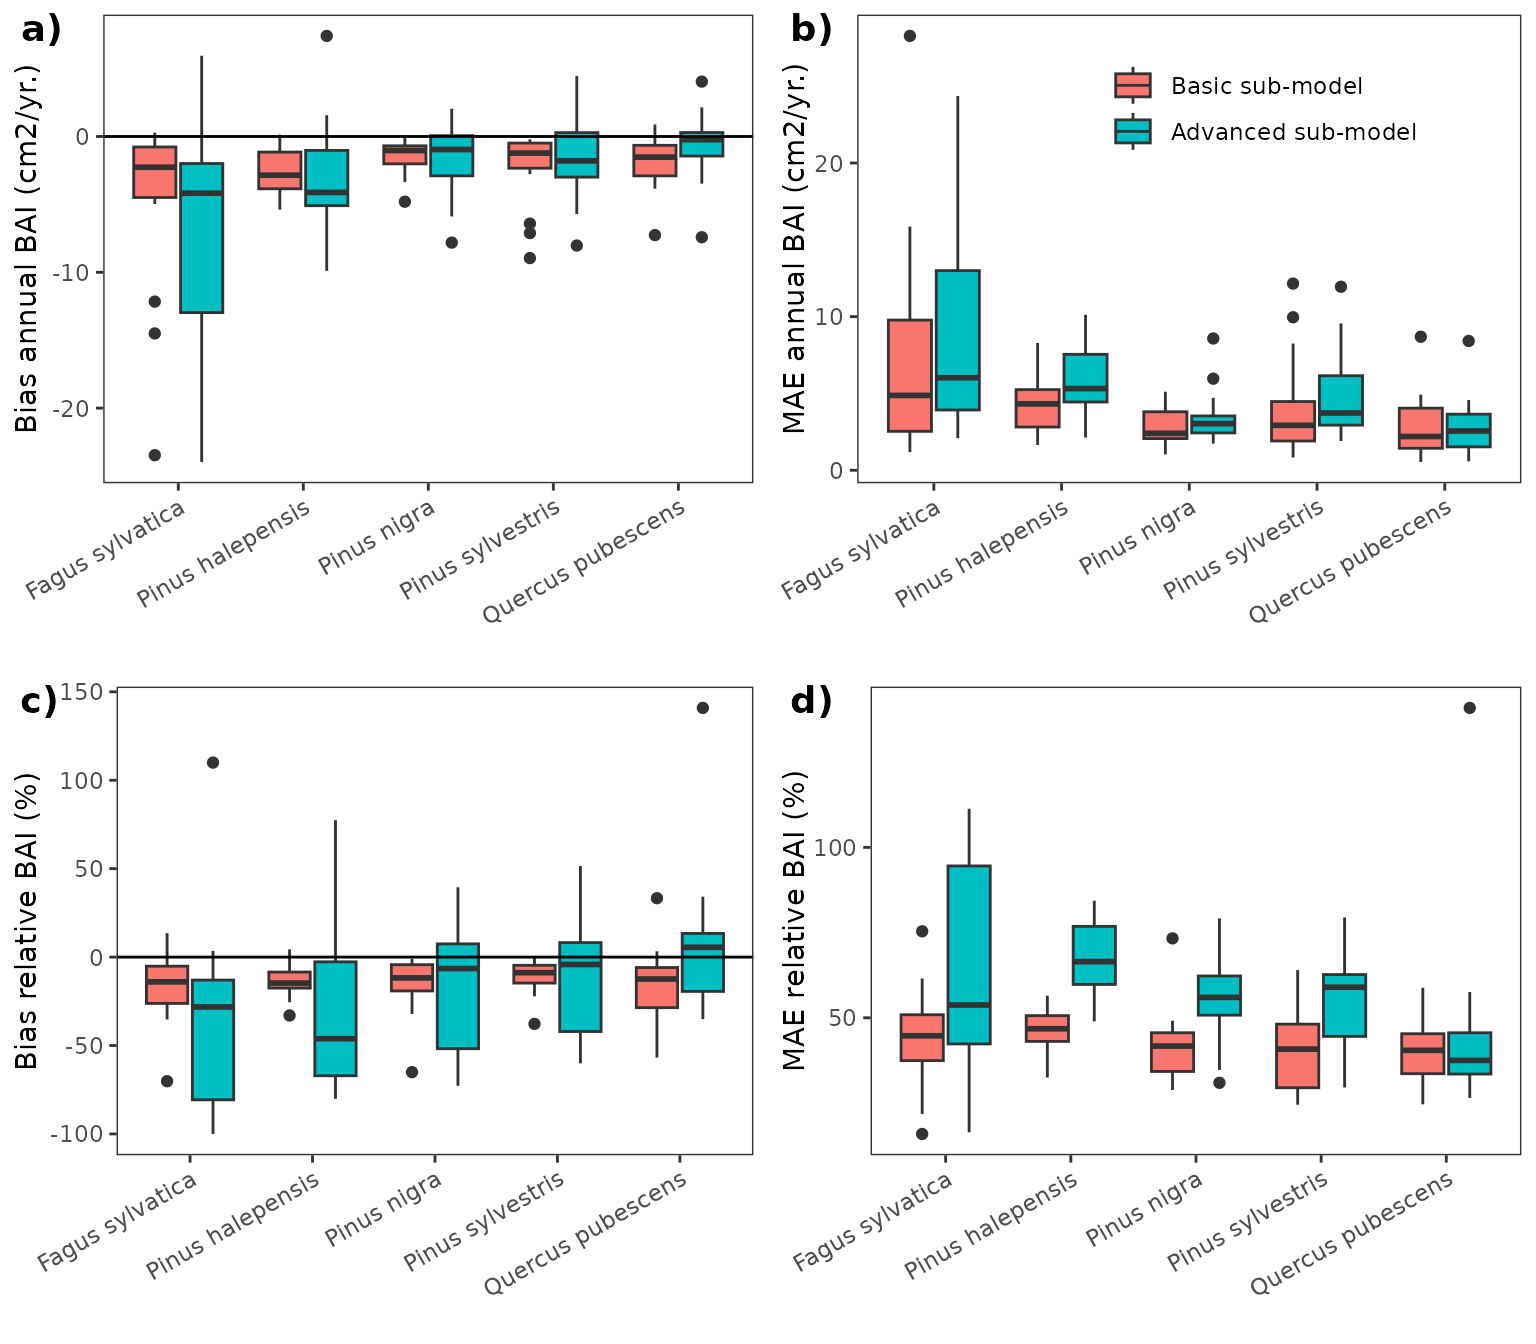 a)
Bias annual BAI (cm2/yr.)
0
-10
-20
Fagus sylvatica
Pinus halepensis
Pinus nigra
Pinus sylvestris
Quercus pubescens
b)
MAE annual BAI (cm2/yr.)
20
10
0
Basic sub-model
Advanced sub-model
Fagus sylvatica
Pinus halepensis
Pinus nigra
Pinus sylvestris
Quercus pubescens
c)
Bias relative BAI (%)
150
100
50
0
-50
-100
Fagus sylvatica
Pinus halepensis
Pinus nigra
Pinus sylvestris
Quercus pubescens
d)
MAE relative BAI (%)
100
50
Fagus sylvatica
Pinus halepensis
Pinus nigra
Pinus sylvestris
Quercus pubescens